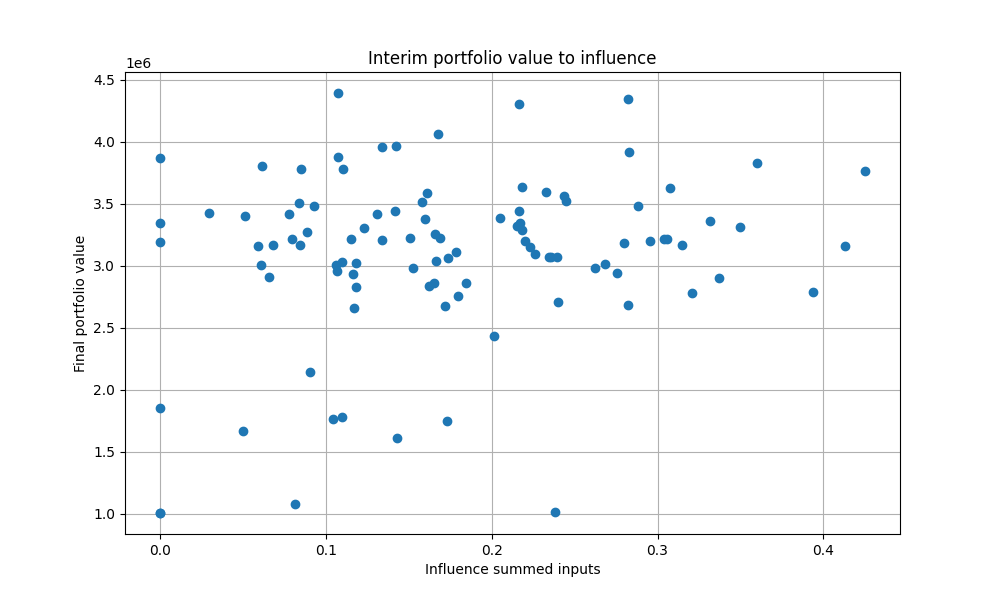 Interim portfolio value to influence
1e6
4.5
4.0
3.5
3.0
2.5
2.0
1.5
1.0
Final portfolio value
0.0 0.1 0.2 0.3 0.4
Influence summed inputs